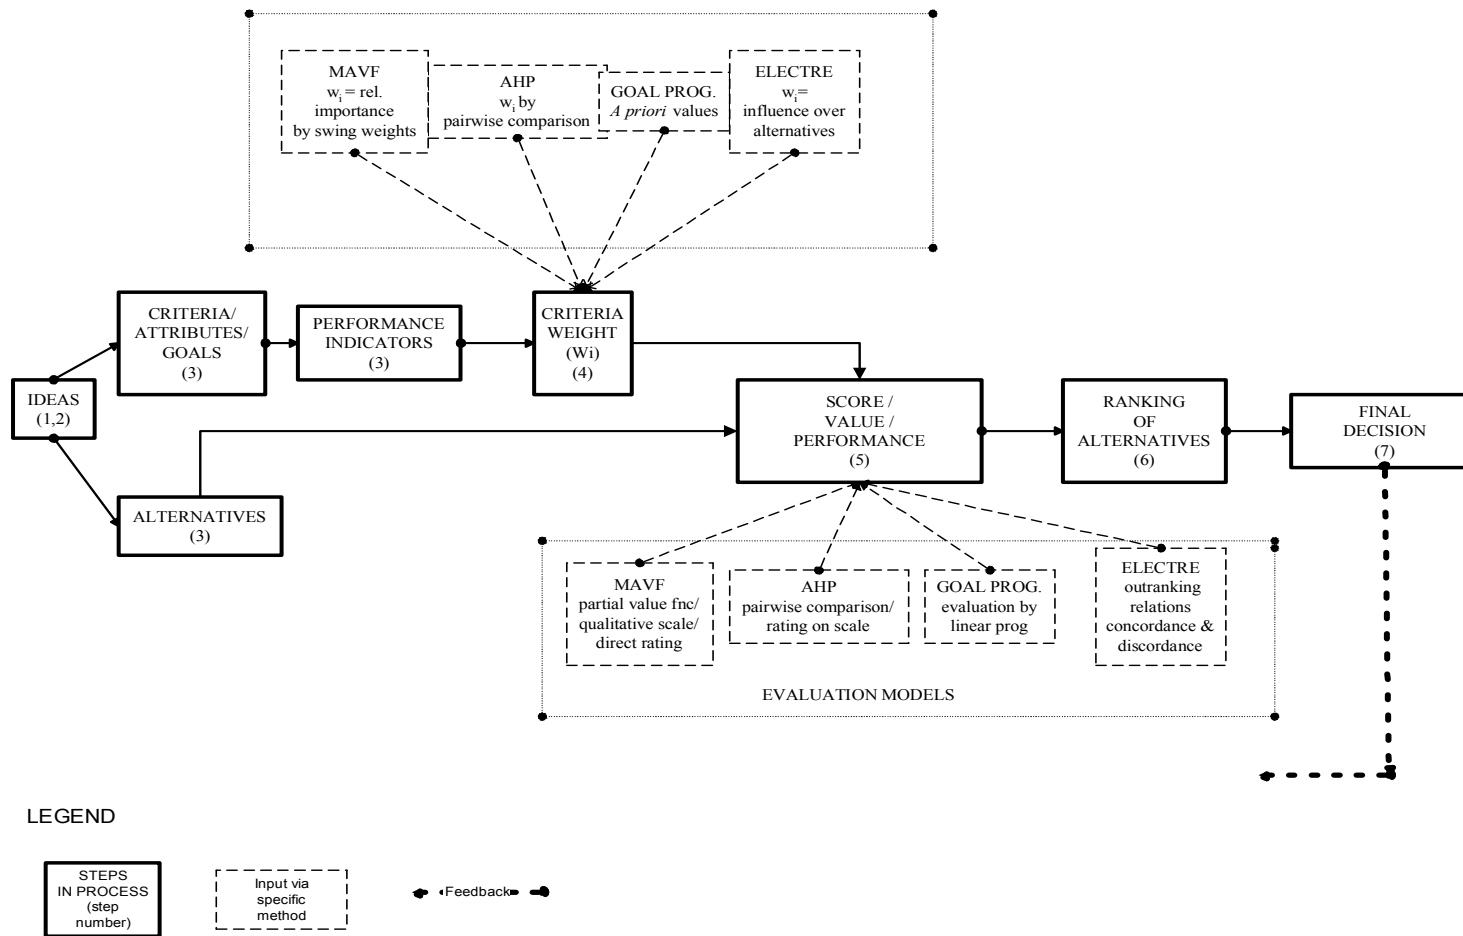 MAVF
wi = rel.
importance
by swing weights
AHP
wi by
pairwise comparison
GOAL PROG.
A priori values
ELECTRE
wi=
influence over
alternatives
CRITERIA/
ATTRIBUTES/
GOALS
(3)
PERFORMANCE
INDICATORS
(3)
CRITERIA
WEIGHT
(Wi)
(4)
IDEAS
(1,2)
ALTERNATIVES
(3)
SCORE /
VALUE /
PERFORMANCE
(5)
RANKING
OF
ALTERNATIVES
(6)
FINAL
DECISION
(7)
MAVF
partial value fnc/
qualitative scale/
direct rating
AHP
pairwise comparison/
rating on scale
GOAL PROG.
evaluation by
linear prog
ELECTRE
outranking
relations
concordance &
discordance
EVALUATION MODELS
LEGEND
STEPS
IN PROCESS
(step
number)
Input via
specific
method
Feedback